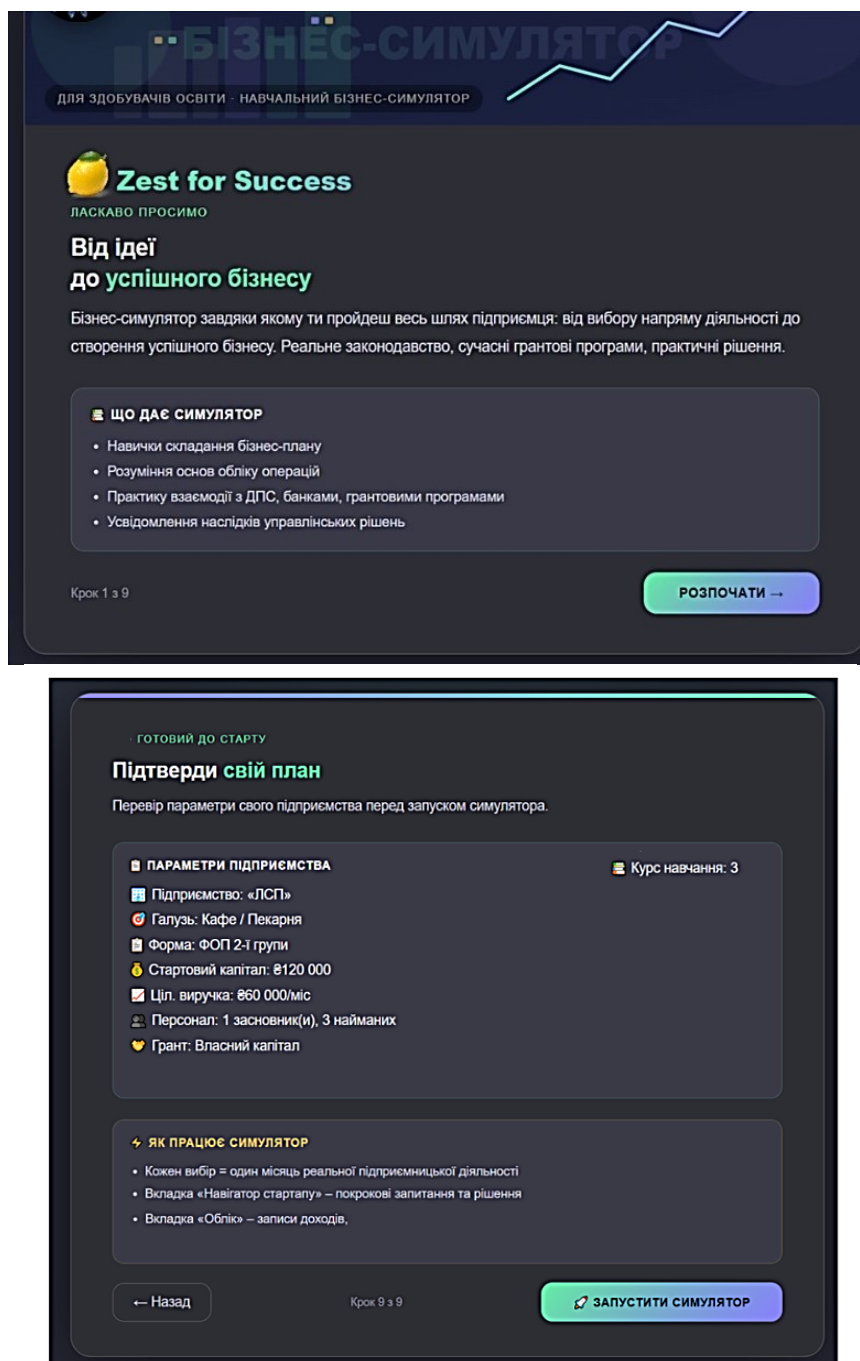 БІЗНЕС-СИМУЛЯТОР
ДЛЯ ЗДОБУВАЧІВ ОСВІТИ · НАВЧАЛЬНИЙ БІЗНЕС-СИМУЛЯТОР
Zest for Success
ЛАСКАВО ПРОСИМО
Від ідеї
до успішного бізнесу
Бізнес-симулятор завдяки якому ти пройдеш весь шлях підприємця: від вибору напряму діяльності до
створення успішного бізнесу. Реальне законодавство, сучасні грантові програми, практичні рішення.
ЩО ДАЄ СИМУЛЯТОР
• Навички складання бізнес-плану
• Розуміння основ обліку операцій
• Практику взаємодії з ДПС, банками, грантовими програмами
• Усвідомлення наслідків управлінських рішень
Крок 1 з 9
РОЗПОЧАТИ →
· ГОТОВИЙ ДО СТАРТУ
Підтверди свій план
Перевір параметри свого підприємства перед запуском симулятора.
ПАРАМЕТРИ ПІДПРИЄМСТВА
Курс навчання: 3
Підприємство: «ЛСП»
Галузь: Кафе / Пекарня
Форма: ФОП 2-ї групи
Стартовий капітал: ₴120 000
Ціл. виручка: ₴60 000/міс
Персонал: 1 засновник(и), 3 найманих
Грант: Власний капітал
ЯК ПРАЦЮЄ СИМУЛЯТОР
• Кожен вибір = один місяць реальної підприємницької діяльності
• Вкладка «Навігатор стартапу» – покрокові запитання та рішення
• Вкладка «Облік» – записи доходів,
← Назад
Крок 9 з 9
ЗАПУСТИТИ СИМУЛЯТОР